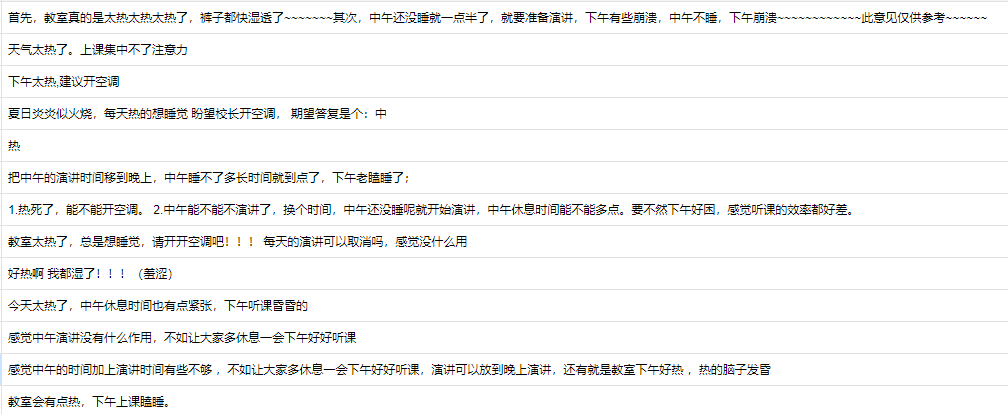 首先，教室真的是太热太热太热了，裤子都快湿透了~~~~~~~其次，中午还没睡就一点半了，就要准备演讲，下午有些崩溃，中午不睡，下午崩溃~~~~~~~~~~~~此意见仅供参考~~~~~~
天气太热了。上课集中不了注意力
下午太热,建议开空调
夏日炎炎似火烧，每天热的想睡觉 盼望校长开空调， 期望答复是个：中
热
把中午的演讲时间移到晚上，中午睡不了多长时间就到点了，下午老瞌睡了；
1.热死了，能不能开空调。 2.中午能不能不演讲了，换个时间，中午还没睡呢就开始演讲，中午休息时间能不能多点。要不然下午好困，感觉听课的效率都好差。
教室太热了，总是想睡觉，请开开空调吧！！！ 每天的演讲可以取消吗，感觉没什么用
好热啊 我都湿了！！！（羞涩）
今天太热了，中午休息时间也有点紧张，下午听课昏昏的
感觉中午演讲没有什么作用，不如让大家多休息一会下午好好听课
感觉中午的时间加上演讲时间有些不够 ，不如让大家多休息一会下午好好听课，演讲可以放到晚上演讲，还有就是教室下午好热 ，热的脑子发昏
教室会有点热，下午上课瞌睡。